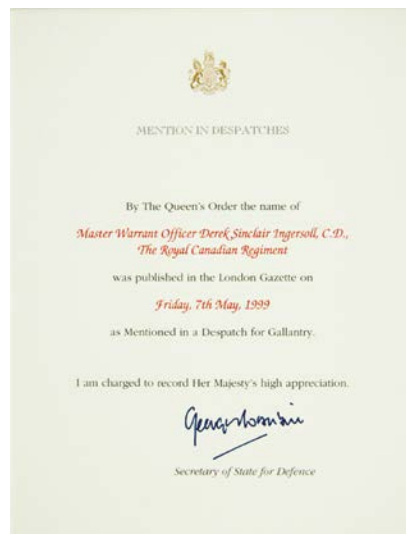 MENTION IN DESPATCHES
By The Queen's Order the name of
Master Warrant Officer Derek Sinclair Ingersoll, C.D.,
The Royal Canadian Regiment
was published in the London Gazette on
Friday, 7th May, 1999
as Mentioned in a Despatch for Gallantry.
I am charged to record Her Majesty's high appreciation.
Secretary of State for Defence